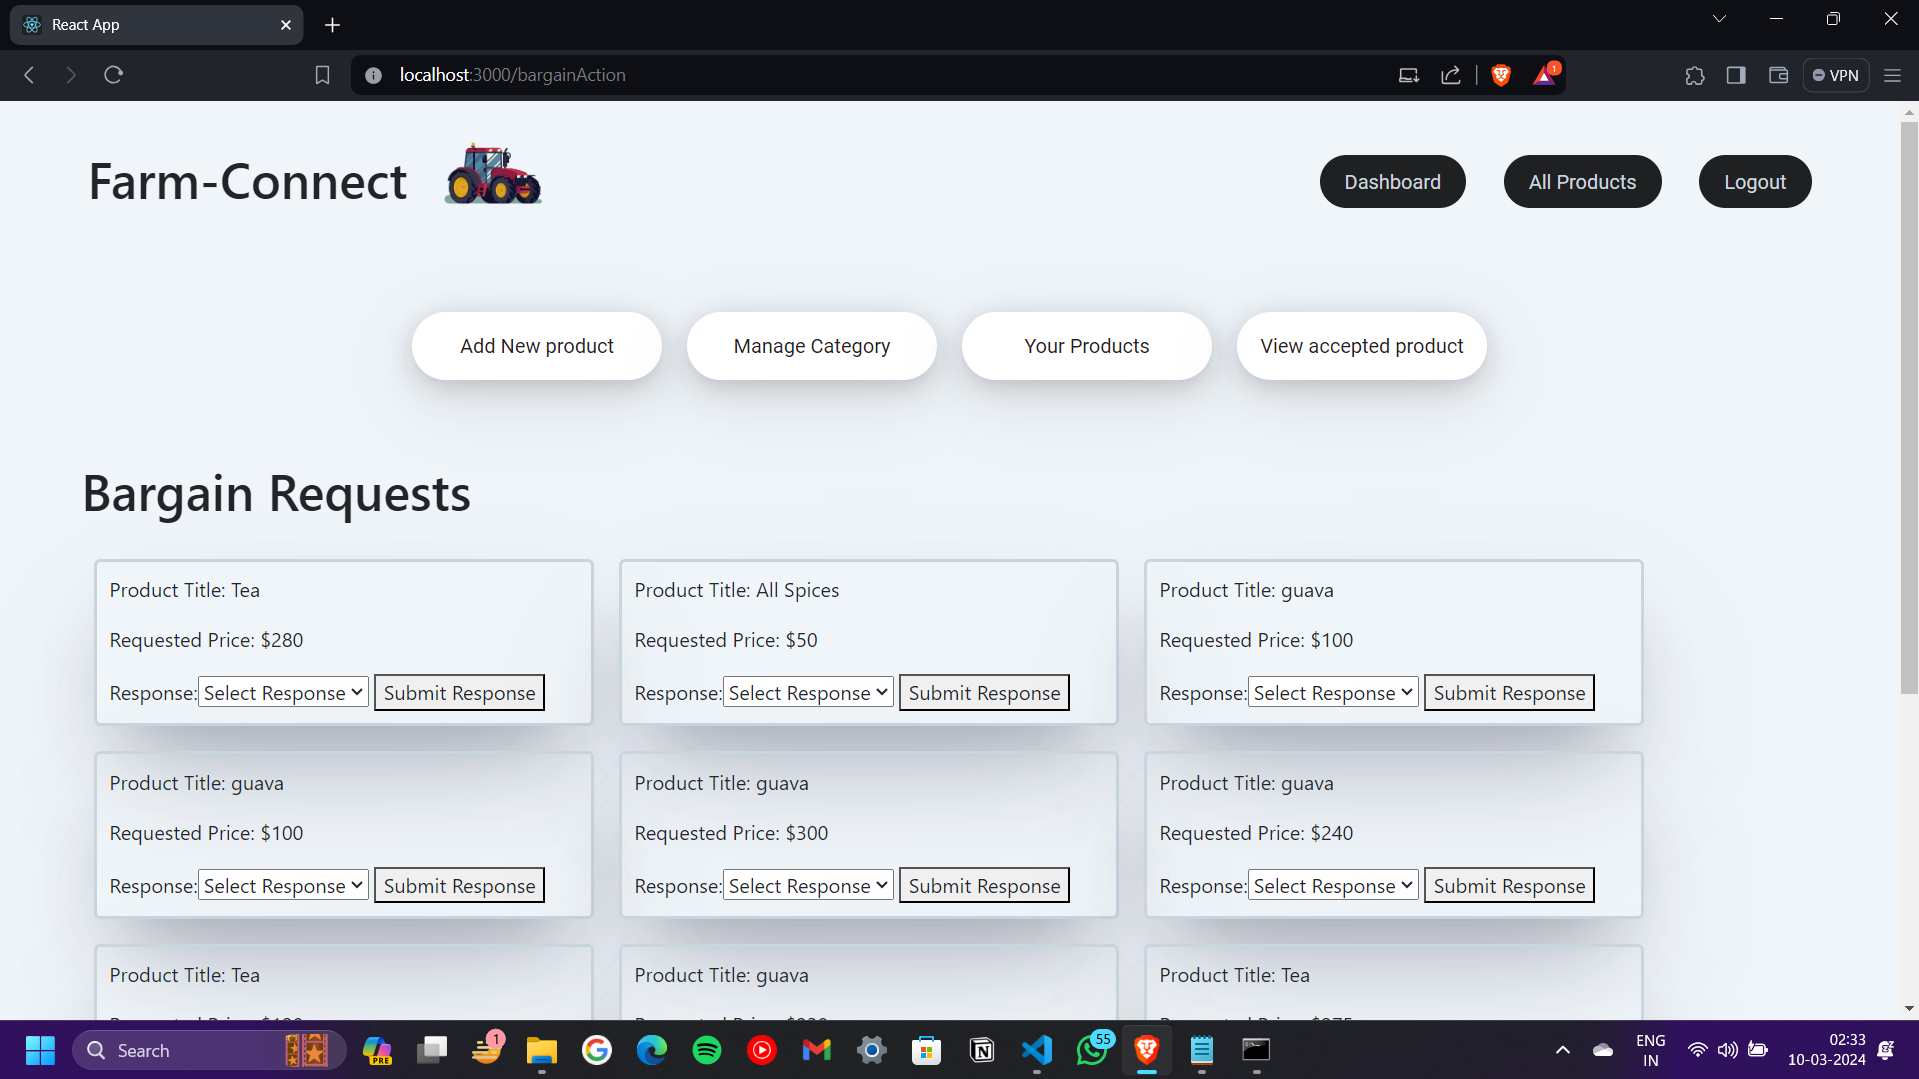 React App
localhost:3000/bargainAction
1
VPN
Farm-Connect
Dashboard
All Products
Logout
Add New product
Manage Category
Your Products
View accepted product
Bargain Requests
Product Title: Tea
Requested Price: $280
Response: Select Response Submit Response
Product Title: All Spices
Requested Price: $50
Response: Select Response Submit Response
Product Title: guava
Requested Price: $100
Response: Select Response Submit Response
Product Title: guava
Requested Price: $100
Response: Select Response Submit Response
Product Title: guava
Requested Price: $300
Response: Select Response Submit Response
Product Title: guava
Requested Price: $240
Response: Select Response Submit Response
Product Title: Tea
Product Title: guava
Product Title: Tea
Search
PRE
1
55
ENG
IN
02:33
10-03-2024